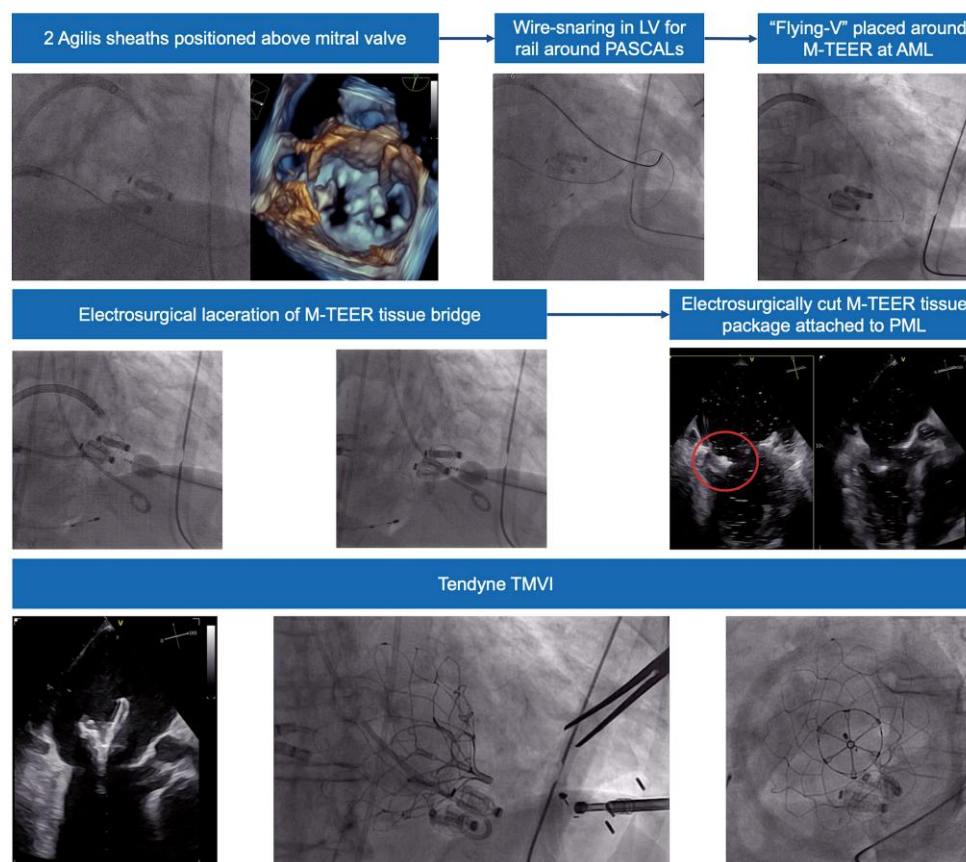 2 Agilis sheaths positioned above mitral valve
Wire-snaring in LV for
rail around PASCALs
“Flying-V” placed around
M-TEER at AML
Electrosurgical laceration of M-TEER tissue bridge
Electrosurgically cut M-TEER tissue
package attached to PML
V
V
Tendyne TMVI
V